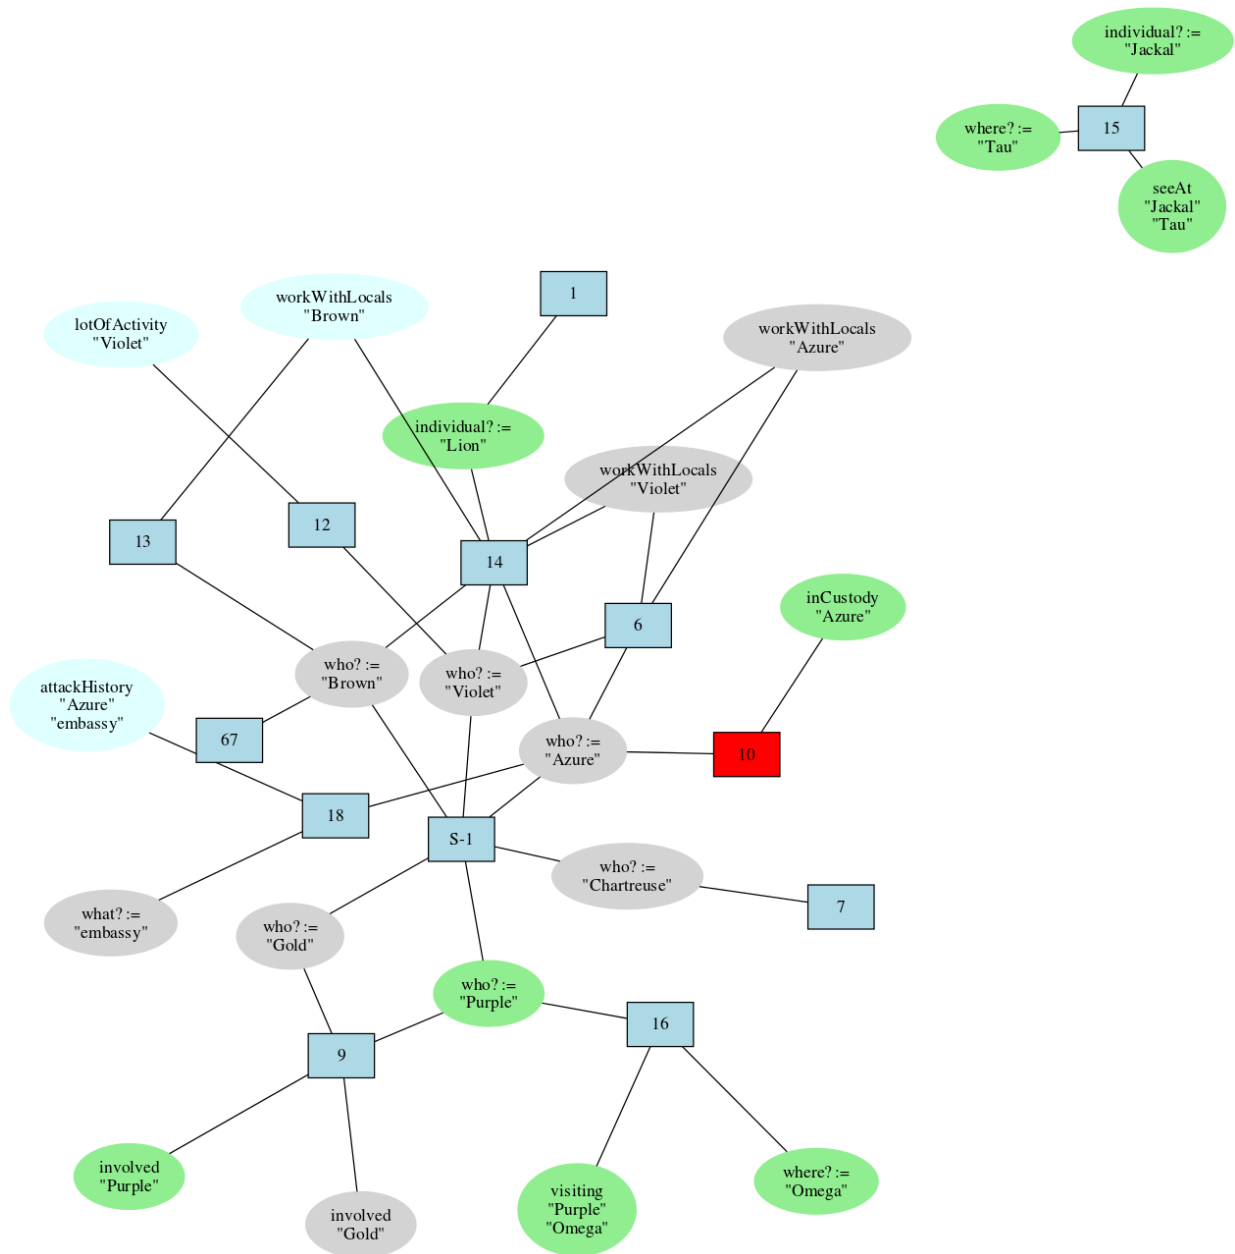 individual? :=
"Jackal"
where? :=
"Tau"
15
seeAt
"Jackal"
"Tau"
workWithLocals
"Brown"
1
lotOfActivity
"Violet"
workWithLocals
"Azure"
individual? :=
"Lion"
workWithLocals
"Violet"
13
12
14
inCustody
"Azure"
6
who? :=
"Brown"
who? :=
"Violet"
attackHistory
"Azure"
"embassy"
67
who? :=
"Azure"
10
18
S-1
who? :=
"Chartreuse"
7
what? :=
"embassy"
who? :=
"Gold"
who? :=
"Purple"
16
9
involved
"Purple"
visiting
"Purple"
"Omega"
where? :=
"Omega"
involved
"Gold"